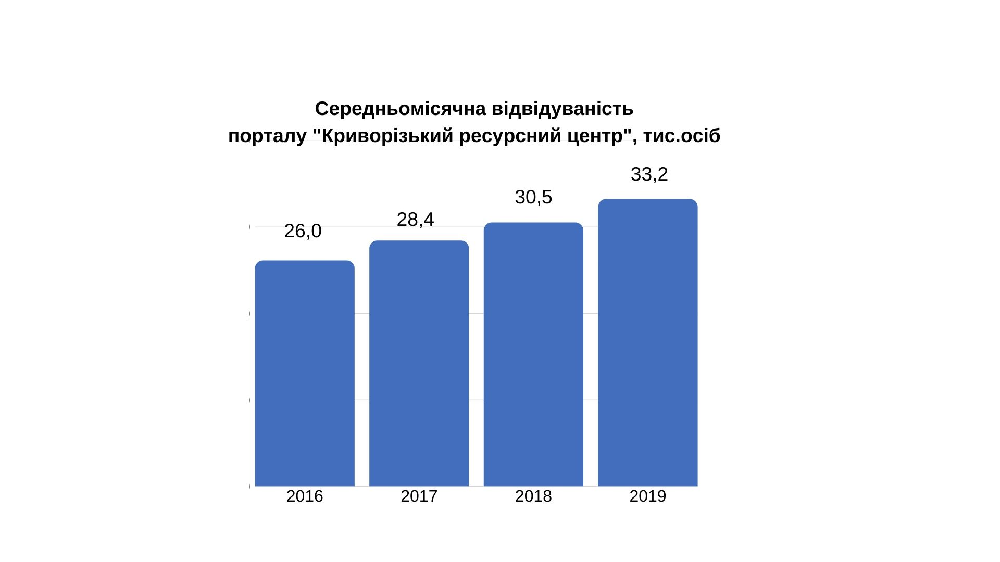 Середньомісячна відвідуваність
порталу "Криворізький ресурсний центр", тис.осіб
33,2
30,5
28,4
26,0
2016 2017 2018 2019